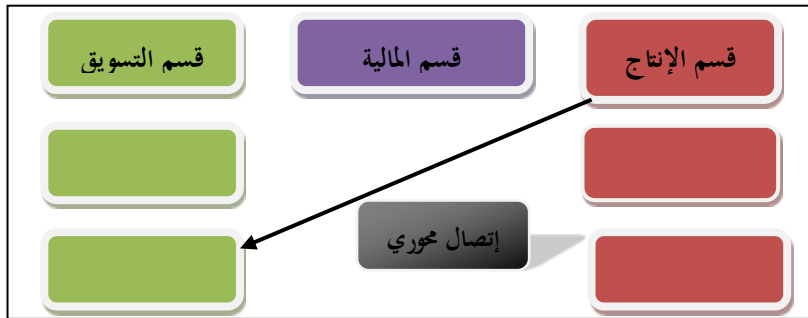 قسم الإنتاج
قسم المالية
قسم التسويق
إتصال محوري